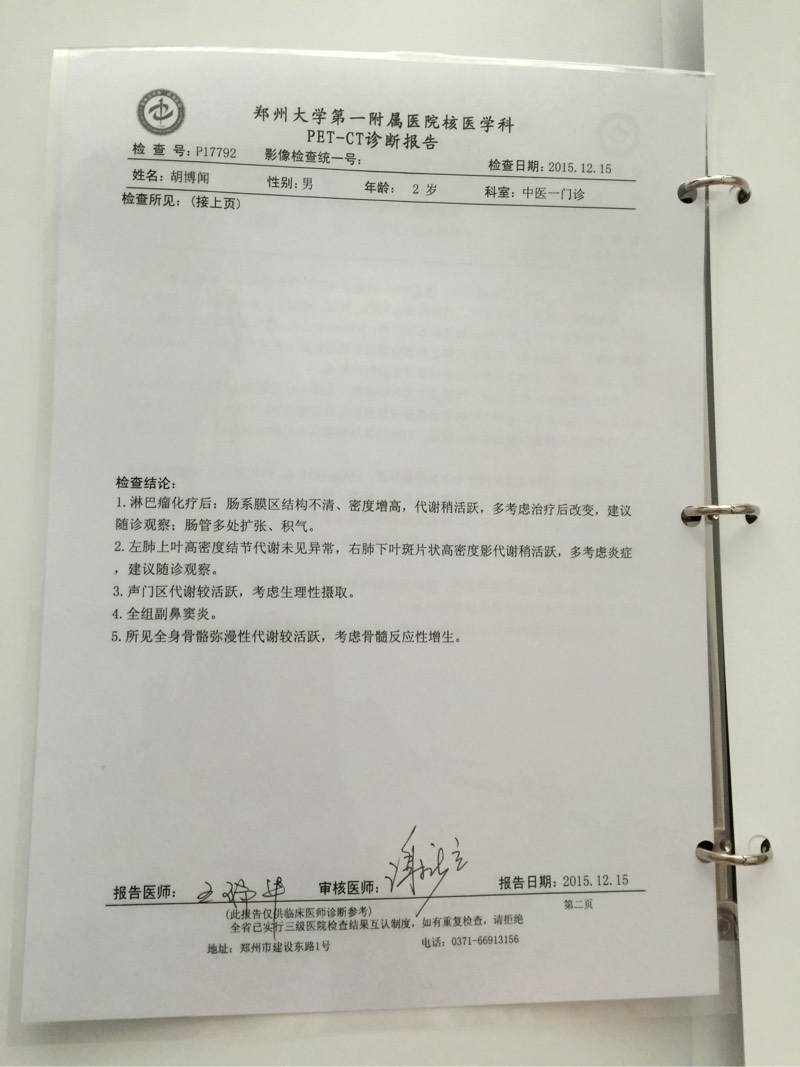 郑州大学第一附属医院核医学科
PET-CT诊断报告
检 查 号: P17792 影像检查统一号: 检查日期: 2015.12.15
姓名: 胡博闻 性别: 男 年龄: 2 岁 科室: 中医一门诊
检查所见: (接上页)
检查结论:
1.淋巴瘤化疗后; 肠系膜区结构不清、密度增高, 代谢稍活跃, 多考虑治疗后改变, 建议
随诊观察; 肠管多处扩张、积气。
2.左肺上叶高密度结节代谢未见异常, 右肺下叶斑片状高密度影代谢稍活跃, 多考虑炎症
, 建议随诊观察。
3.声门区代谢较活跃, 考虑生理性摄取。
4.全组副鼻窦炎。
5.所见全身骨骼弥漫性代谢较活跃, 考虑骨髓反应性增生。
报告医师: 审核医师: 报告日期: 2015.12.15
(此报告仅供临床医师诊断参考) 第二页
全省已实行三级医院检查结果互认制度, 如有重复检查, 请拒绝
地址: 郑州市建设东路1号 电话: 0371-66913156